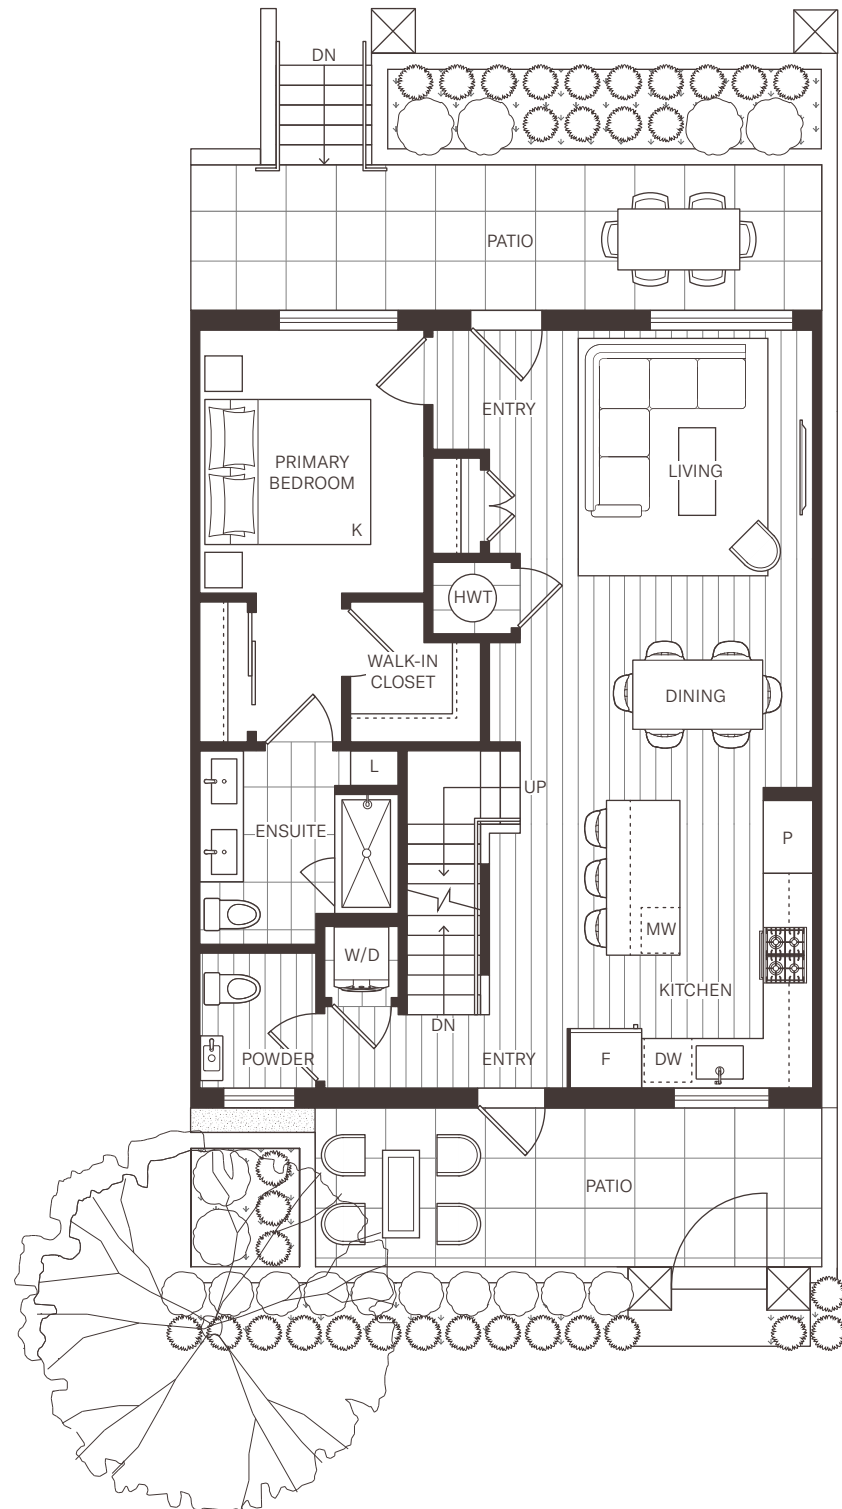 DN
PATIO
ENTRY
PRIMARY
BEDROOM
K
LIVING
HWT
WALK-IN
CLOSET
DINING
L
UP
ENSUITE
P
MW
W/D
KITCHEN
DN
POWDER
ENTRY
F
DW
PATIO